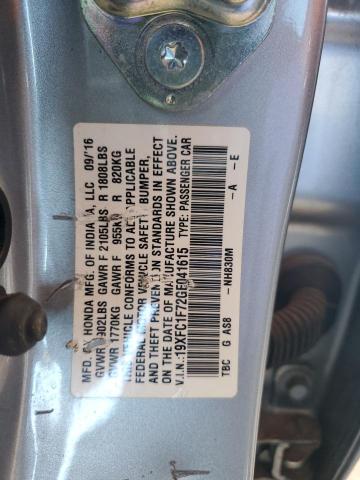 MFD. BY HONDA MFG. OF INDIANA, LLC 09/'16
GVWR 3902LBS GAWR F 2105LBS R 1808LBS
GVWR 1770KG GAWR F 955KG R 820KG
THIS VEHICLE CONFORMS TO ALL APPLICABLE
FEDERAL MOTOR VEHICLE SAFETY, BUMPER,
AND THEFT PREVENTION STANDARDS IN EFFECT
ON THE DATE OF MANUFACTURE SHOWN ABOVE.
V.I.N.:19XFC1F72GE041615 TYPE: PASSENGER CAR
-NH830M -A -E
TBC G AS8